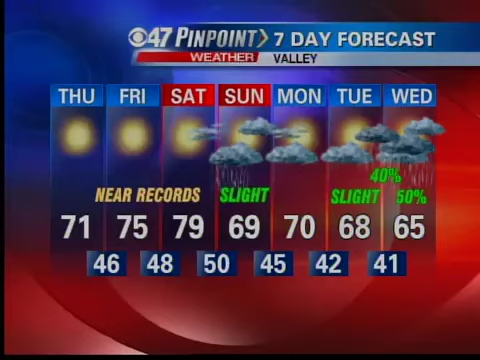 47 PINPOINT 7 DAY FORECAST
WEATHER VALLEY
THU FRI SAT SUN MON TUE WED
40%
NEAR RECORDS SLIGHT SLIGHT 50%
71 75 79 69 70 68 65
46 48 50 45 42 41